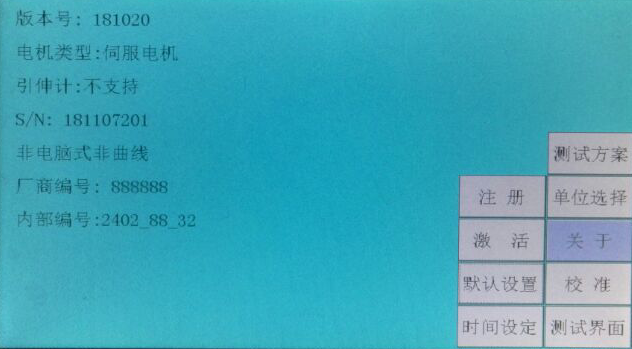 版本号: 181020
电机类型:伺服电机
引伸计:不支持
S/N: 181107201
非电脑式非曲线
厂商编号: 888888
内部编号:2402_88_32
测试方案
注 册
单位选择
激 活
关 于
默认设置
校 准
时间设定
测试界面